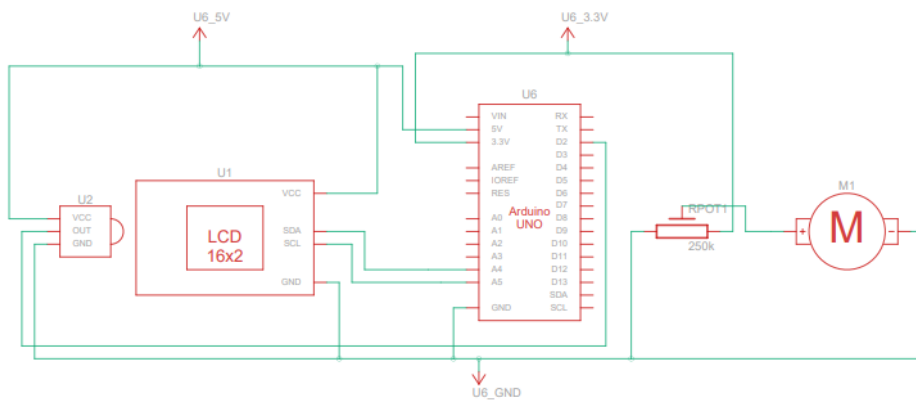 U6_5V
U6_3.3V
U6
VIN
5V
3.3V
AREF
IOREF
RES
A0
A1
A2
A3
A4
A5
GND
RX
TX
D2
D3
D4
D5
D6
D7
D8
D9
D10
D11
D12
D13
SDA
SCL
Arduino
UNO
U1
VCC
SDA
SCL
GND
LCD
16x2
U2
VCC
OUT
GND
RPOT1
250k
M1
+
M
-
U6_GND